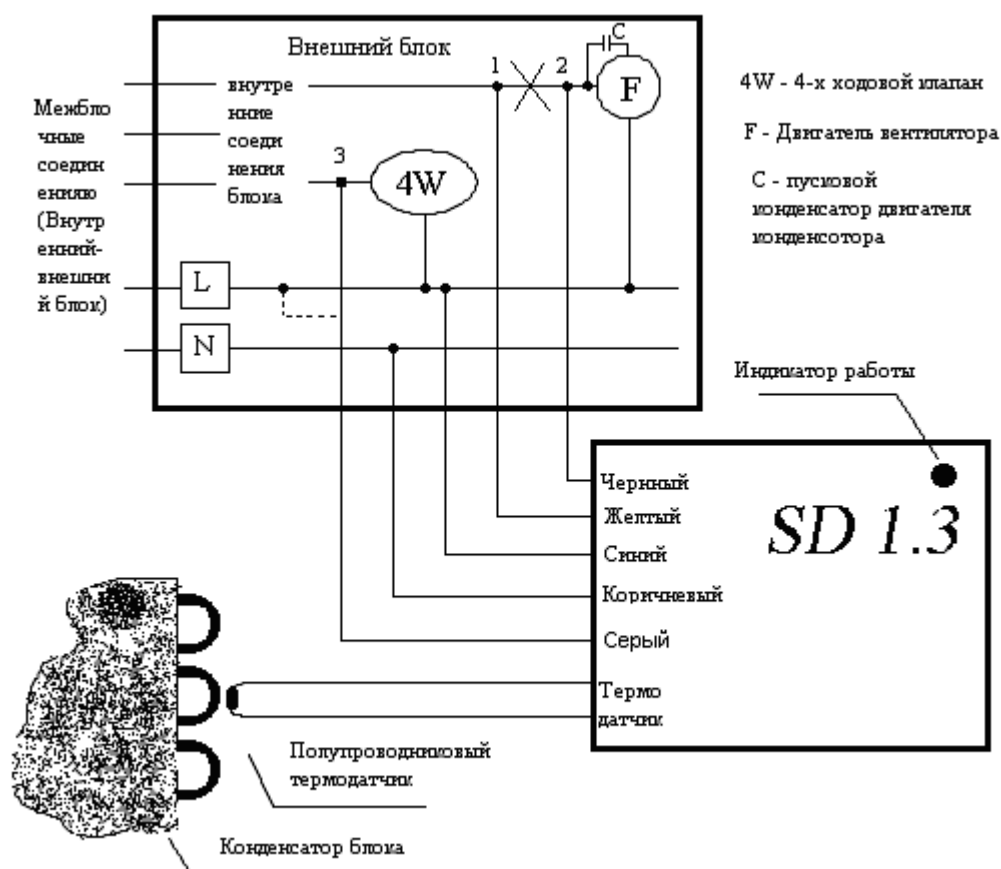 Внешний блок
C
1
2
F
внутре
нние
соеди
нения
блока
3
4W
Межбло
чные
соедин
енияю
(Внутр
енний-
внешни
й блок)
L
N
4W - 4-х ходовой клапан
F - Двигатель вентилятора
C - пусковой
конденсатор двигателя
конденсотора
Индикатор работы
Чернный
Желтый
Синий
Коричневый
Серый
Термо
датчик
SD 1.3
Полупроводниковый
термодатчик
Конденсатор блока